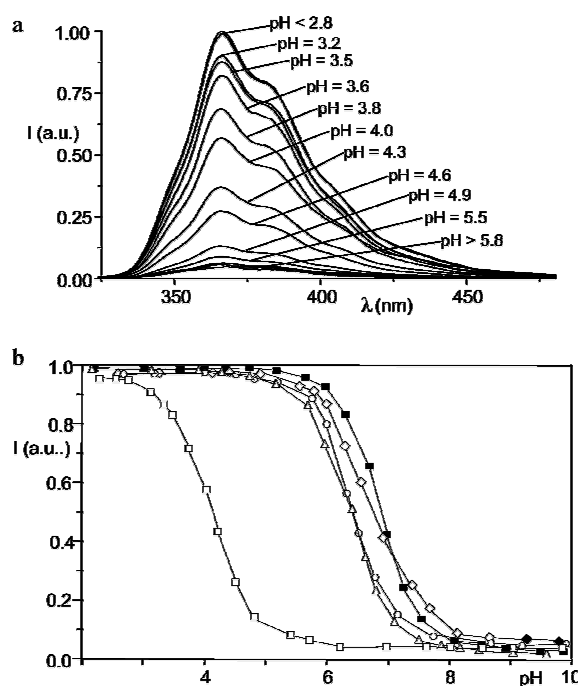 a
1.00
0.75
I (a.u.)
0.50
0.25
0.00
pH < 2.8
pH = 3.2
pH = 3.5
pH = 3.6
pH = 3.8
pH = 4.0
pH = 4.3
pH = 4.6
pH = 4.9
pH = 5.5
pH > 5.8
350
400
450
λ (nm)
b
1.0
0.8
I (a.u..)
0.6
0.4
0.2
0.0
4
6
8
pH
10